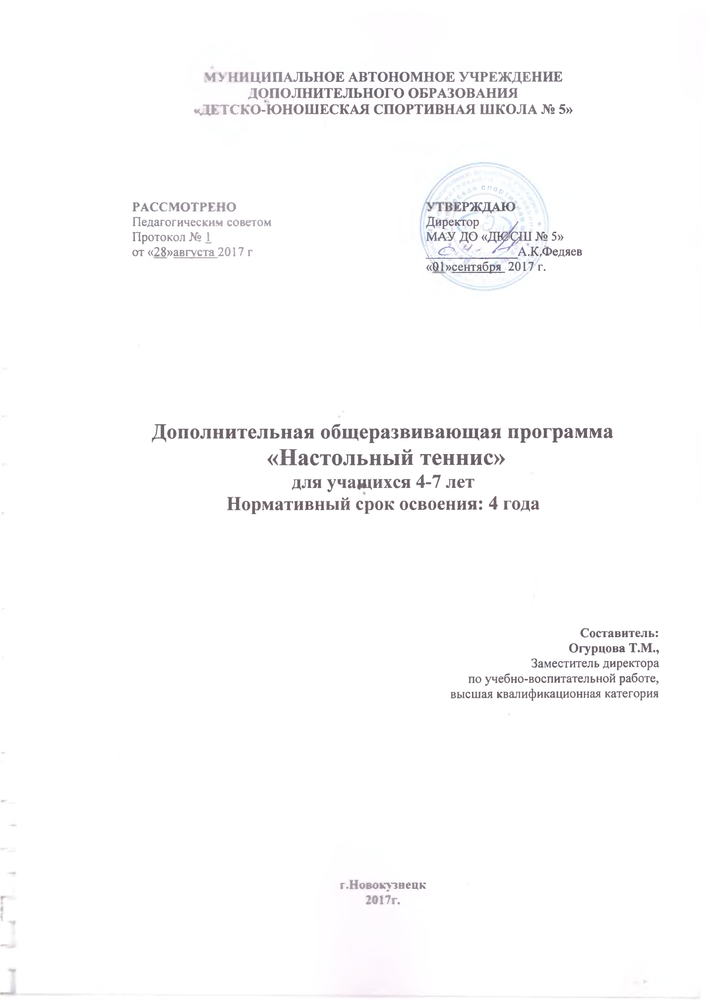 МУНИЦИПАЛЬНОЕ АВТОНОМНОЕ УЧРЕЖДЕНИЕ
ДОПОЛНИТЕЛЬНОГО ОБРАЗОВАНИЯ
«ДЕТСКО-ЮНОШЕСКАЯ СПОРТИВНАЯ ШКОЛА № 5»
РАССМОТРЕНО
Педагогическим советом
Протокол № 1
от «28»августа 2017 г
УТВЕРЖДАЮ
Директор
МАУ ДО «ДЮСШ № 5»
А.К.Федяев
«01»сентября 2017 г.
Дополнительная общеразвивающая программа
«Настольный теннис»
для учащихся 4-7 лет
Нормативный срок освоения: 4 года
Составитель:
Огурцова Т.М.,
Заместитель директора
по учебно-воспитательной работе,
высшая квалификационная категория
г.Новокузнецк
2017г.